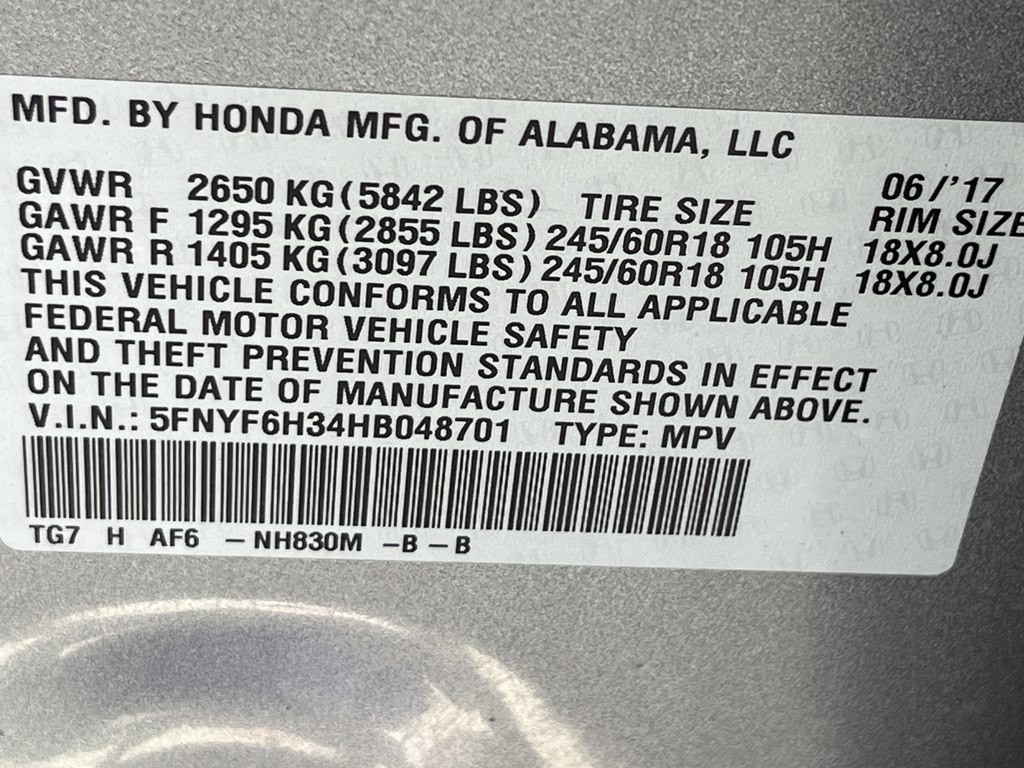 MFD. BY HONDA MFG. OF ALABAMA, LLC
GVWR 2650 KG (5842 LBS) TIRE SIZE 06/'17 RIM SIZE
GAWR F 1295 KG (2855 LBS) 245/60R18 105H 18X8.0J
GAWR R 1405 KG (3097 LBS) 245/60R18 105H 18X8.0J
THIS VEHICLE CONFORMS TO ALL APPLICABLE
FEDERAL MOTOR VEHICLE SAFETY
AND THEFT PREVENTION STANDARDS IN EFFECT
ON THE DATE OF MANUFACTURE SHOWN ABOVE.
V.I.N.: 5FNYF6H34HB048701 TYPE: MPV
TG7 H AF6 – NH830M –B – B